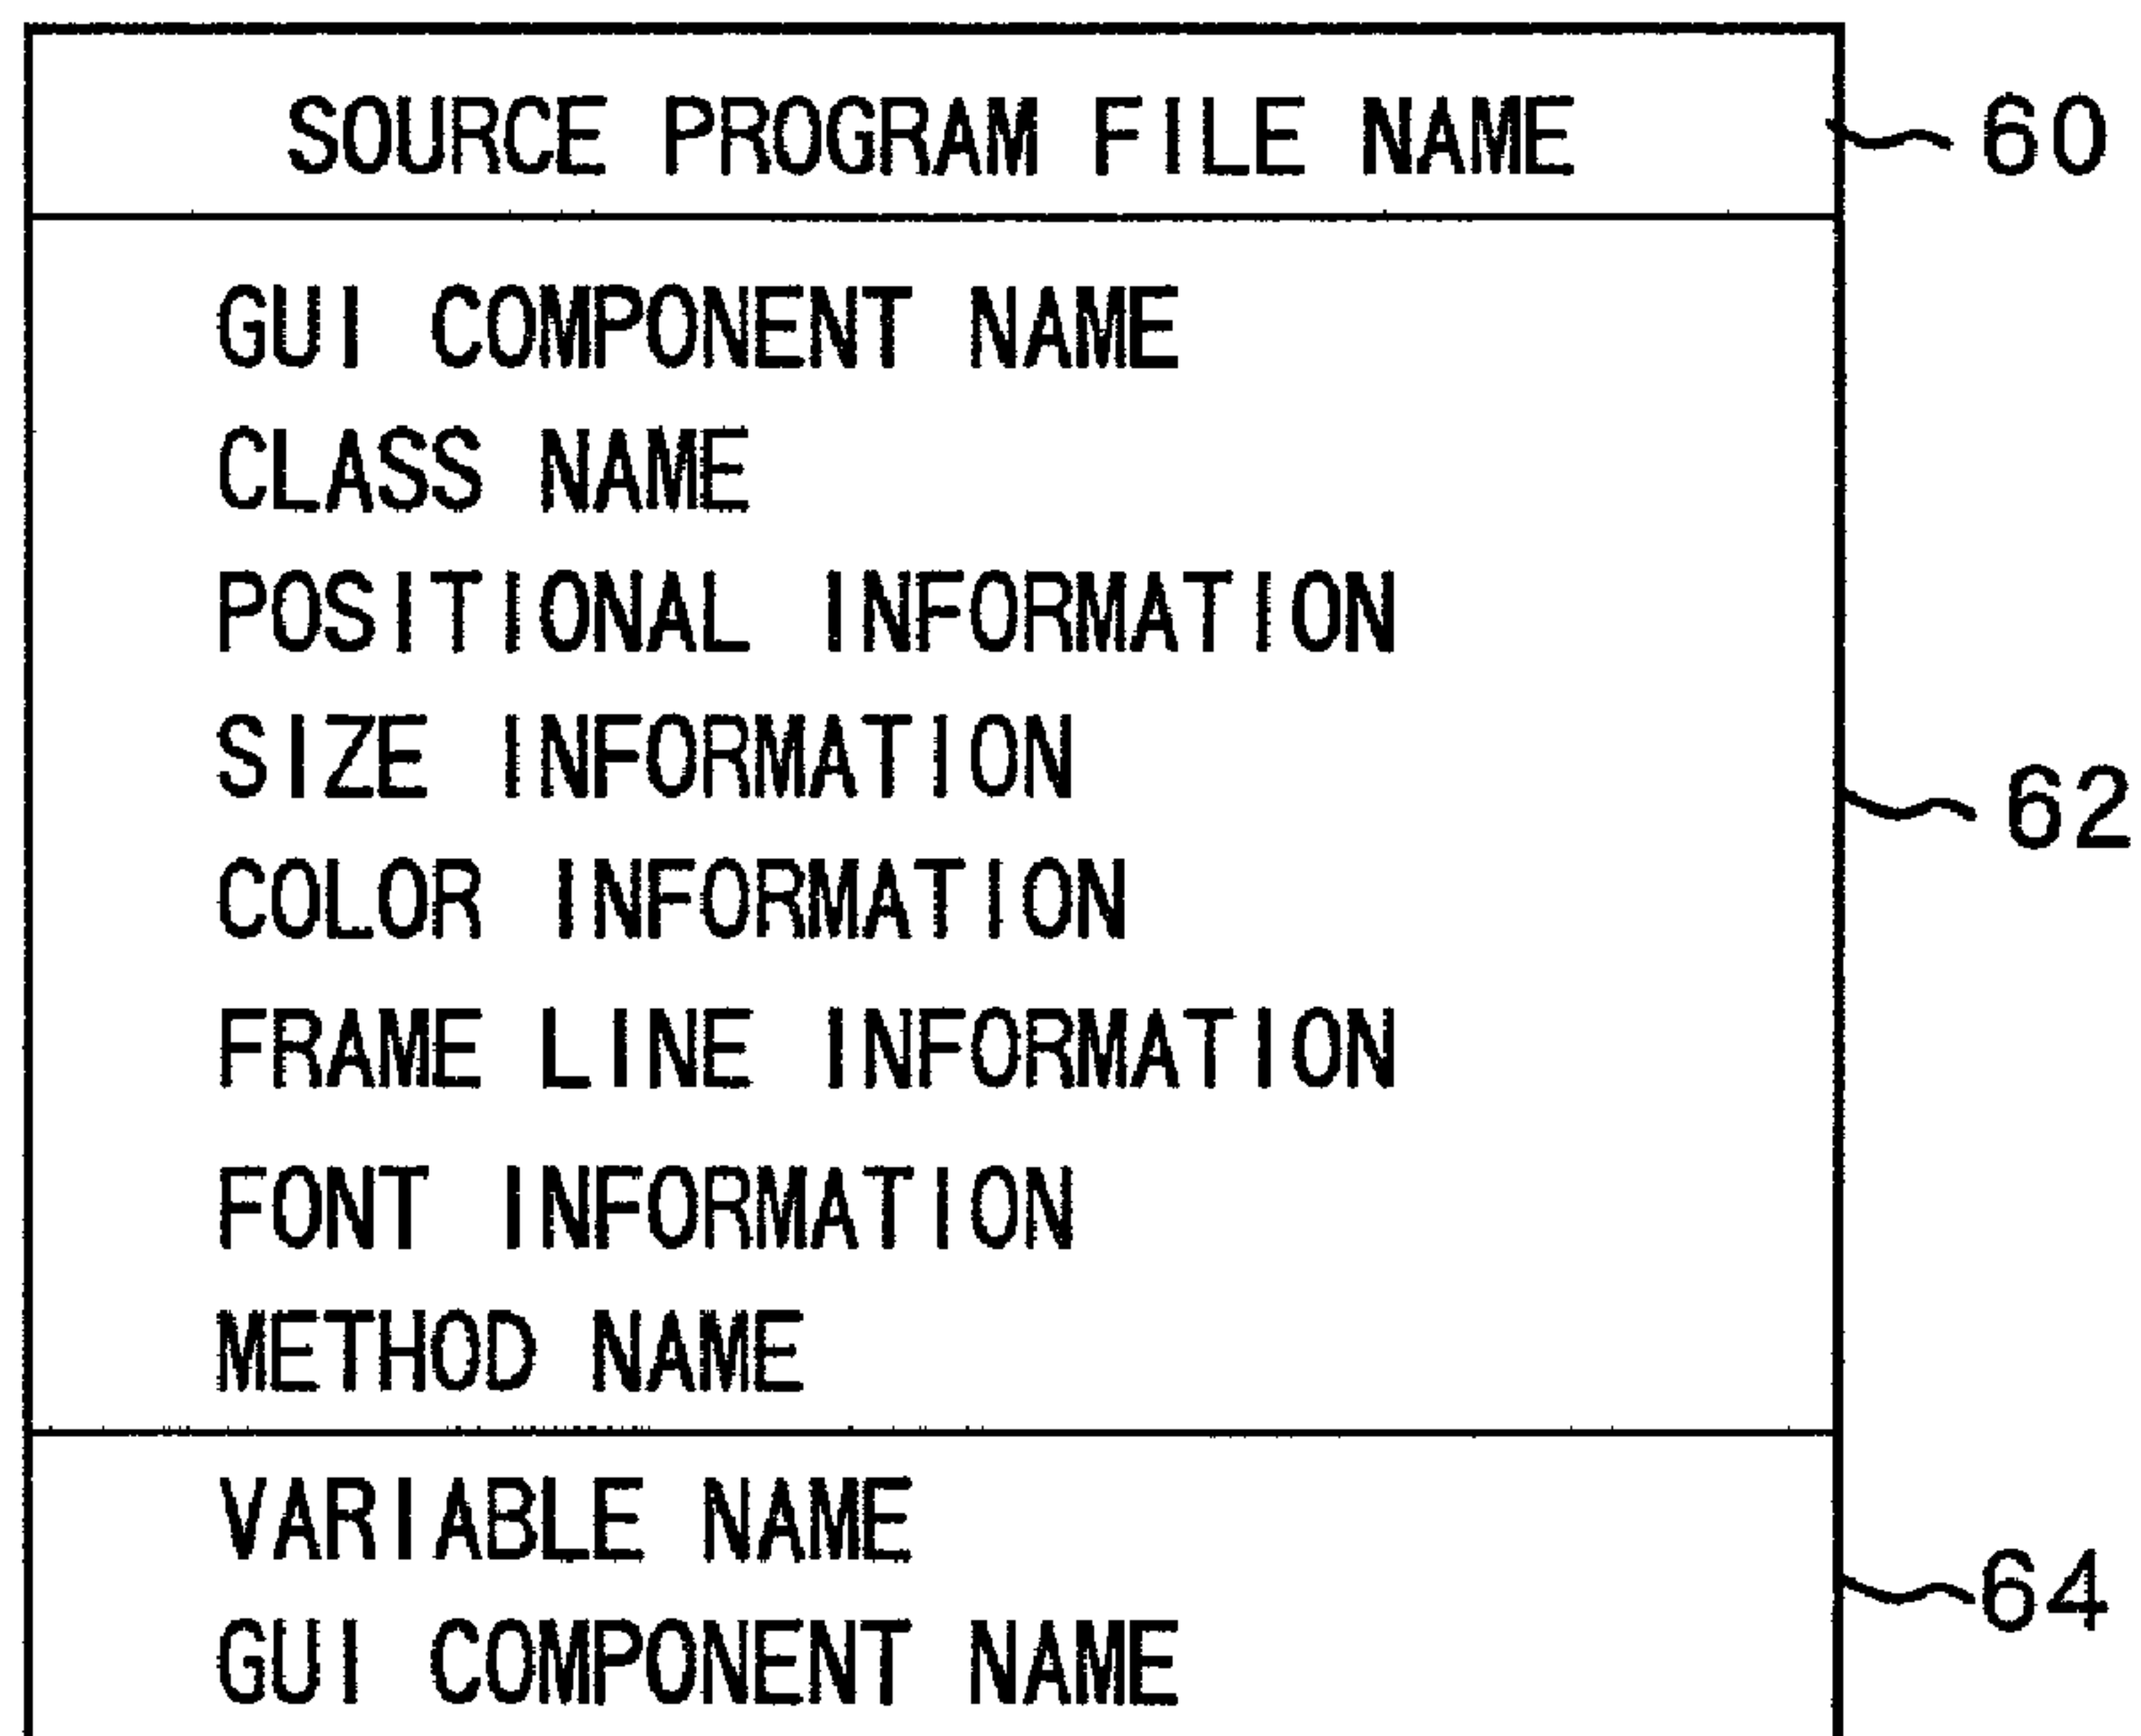 SOURCE PROGRAM FILE NAME 60
GUI COMPONENT NAME
CLASS NAME
POSITIONAL INFORMATION
SIZE INFORMATION 62
COLOR INFORMATION
FRAME LINE INFORMATION
FONT INFORMATION
METHOD NAME
VARIABLE NAME
64
GUI COMPONENT NAME